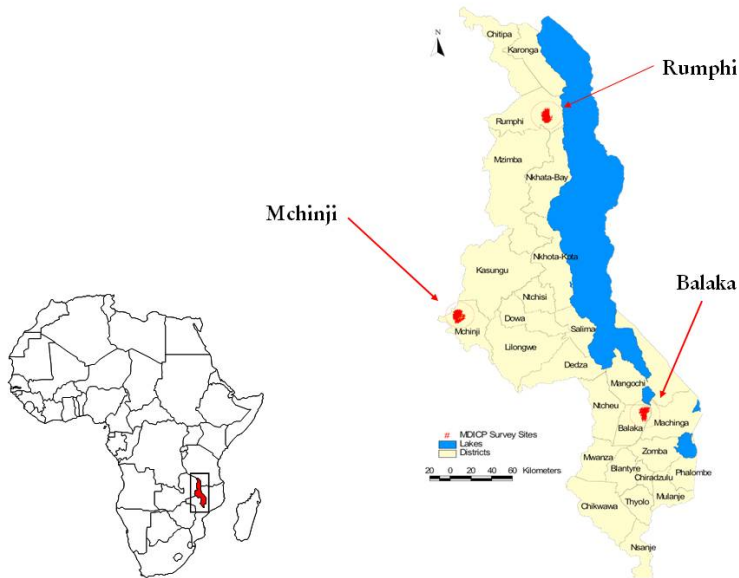 N
Chitipa
Karonga
Rumphi
Rumphi
Mzimba
Nkhata-Bay
Mchinji
Nkhota-Kota
Kasungu
Balaka
Ntchisi
Dowa
Mchinji
Salima
Lilongwe
Dedza
Mangochi
Ntcheu
Balaka
Machinga
# MDICP Survey Sites
Lakes
Districts
20 0 20 40 60 Kilometers
Mwanza
Zomba
Blantyre
Phalombe
Chiradzulu
Chikwawa
Thyolo
Mulanje
Nsanje